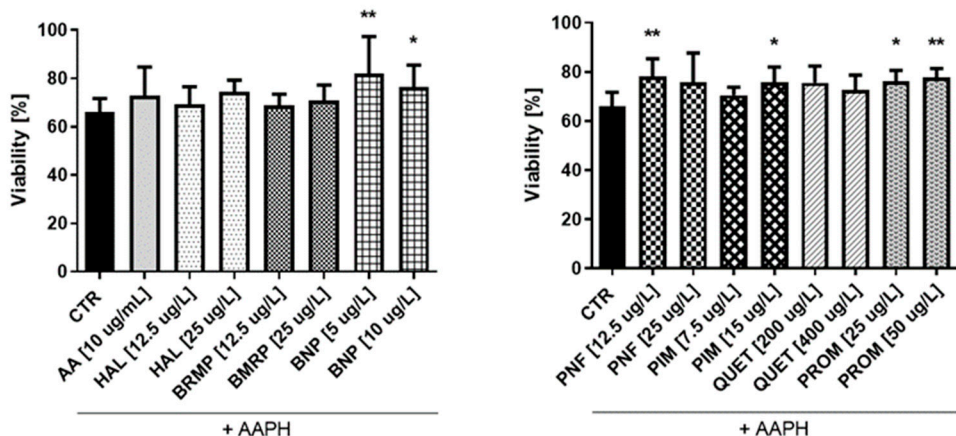 ** 
*
100
80
60
40
20
0
Viability [%]
CTR
AA [10 ug/mL]
HAL [12.5 ug/L]
HAL [25 ug/L]
BRMP [12.5 ug/L]
BMRP [25 ug/L]
BNP [5 ug/L]
BNP [10 ug/L]
+ AAPH
**
*
*
**
100
80
60
40
20
0
Viability [%]
CTR
PNF [12.5 ug/L]
PNF [25 ug/L]
PIM [7.5 ug/L]
PIM [15 ug/L]
QUET [200 ug/L]
QUET [400 ug/L]
PROM [25 ug/L]
PROM [50 ug/L]
+ AAPH